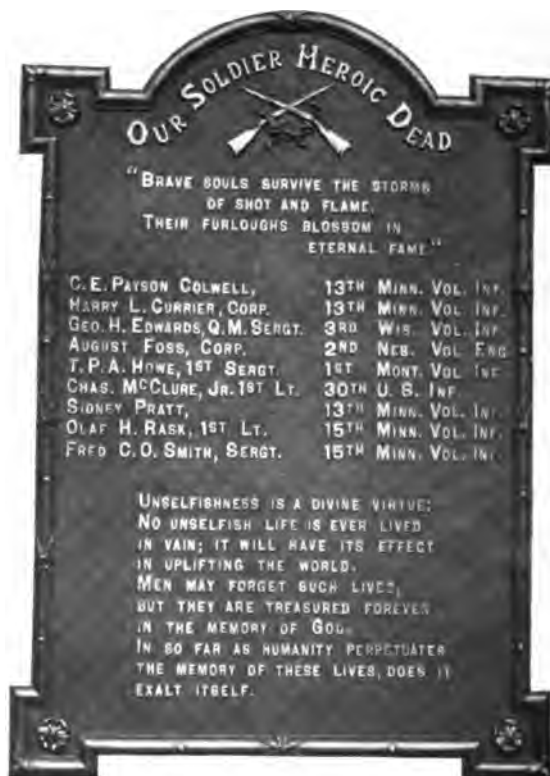 OUR SOLDIER HEROIC DEAD
"BRAVE SOULS SURVIVE THE STORMS
OF SHOT AND FLAME.
THEIR FURLOUGHS BLOSSOM IN
ETERNAL FAME."
C. E. PAYSON COLWELL, 13TH MINN. VOL. INF.
HARRY L. CURRIER, CORP. 13TH MINN. VOL. INF.
GEO. H. EDWARDS, Q. M. SERGT. 3RD WIS. VOL. INF.
AUGUST FOSS, CORP. 2ND NEB. VOL ENG
T. P. A. HOWE, 1ST SERGT. 1ST MONT. VOL INF
CHAS. MCCLURE, JR. 1ST LT. 30TH U. S. INF
SIDNEY PRATT, 13TH MINN. VOL. INF.
OLAF H. RASK, 1ST LT. 15TH MINN. VOL. INF.
FRED C. O. SMITH, SERGT. 15TH MINN. VOL. INF.
UNSELFISHNESS IS A DIVINE VIRTUE;
NO UNSELFISH LIFE IS EVER LIVED
IN VAIN; IT WILL HAVE ITS EFFECT
IN UPLIFTING THE WORLD.
MEN MAY FORGET SUCH LIVES,
BUT THEY ARE TREASURED FOREVER
IN THE MEMORY OF GOD.
IN SO FAR AS HUMANITY PERPETUATES
THE MEMORY OF THESE LIVES, DOES IT
EXALT ITSELF.